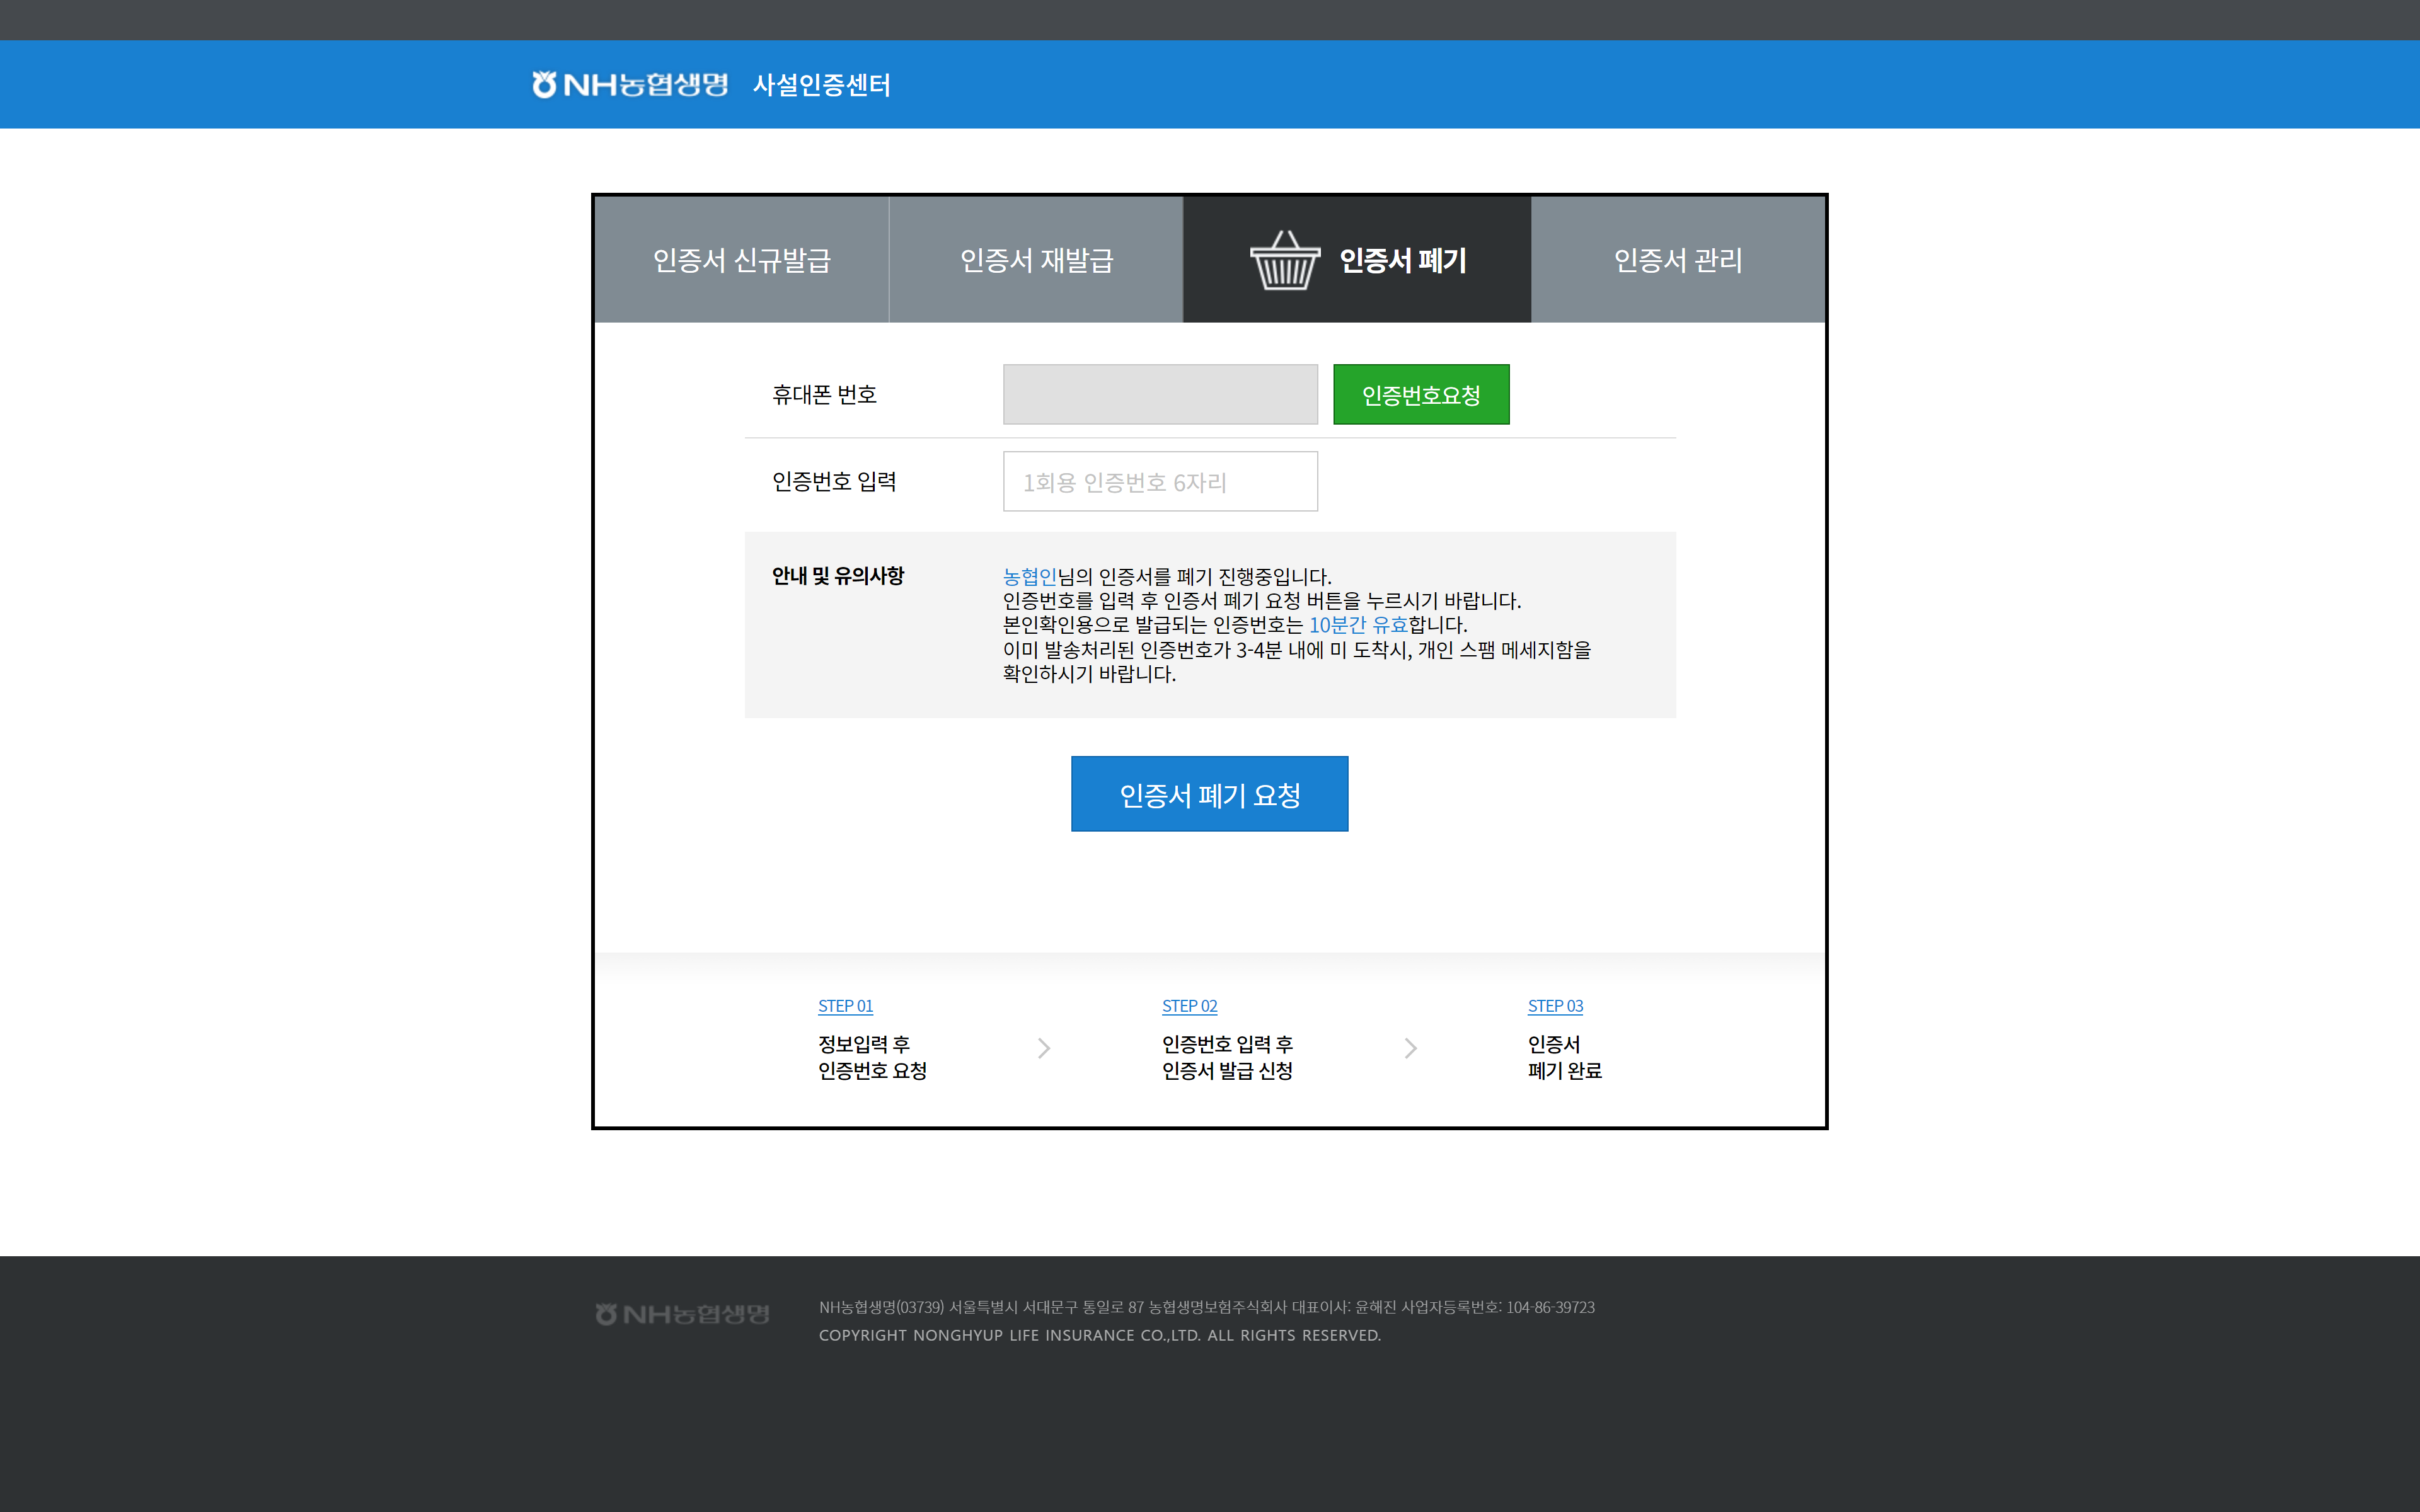 NH농협생명 사설인증센터
인증서 신규발급
인증서 재발급
인증서 폐기
인증서 관리
휴대폰 번호
인증번호요청
인증번호 입력
1회용 인증번호 6자리
안내 및 유의사항
농협인님의 인증서를 폐기 진행중입니다.
인증번호를 입력 후 인증서 폐기 요청 버튼을 누르시기 바랍니다.
본인확인용으로 발급되는 인증번호는 10분간 유효합니다.
이미 발송처리된 인증번호가 3-4분 내에 미 도착시, 개인 스팸 메세지함을
확인하시기 바랍니다.
인증서 폐기 요청
STEP 01
정보입력 후
인증번호 요청
STEP 02
인증번호 입력 후
인증서 발급 신청
STEP 03
인증서
폐기 완료
NH농협생명
NH농협생명(03739) 서울특별시 서대문구 통일로 87 농협생명보험주식회사 대표이사: 윤해진 사업자등록번호: 104-86-39723
COPYRIGHT NONGHYUP LIFE INSURANCE CO.,LTD. ALL RIGHTS RESERVED.